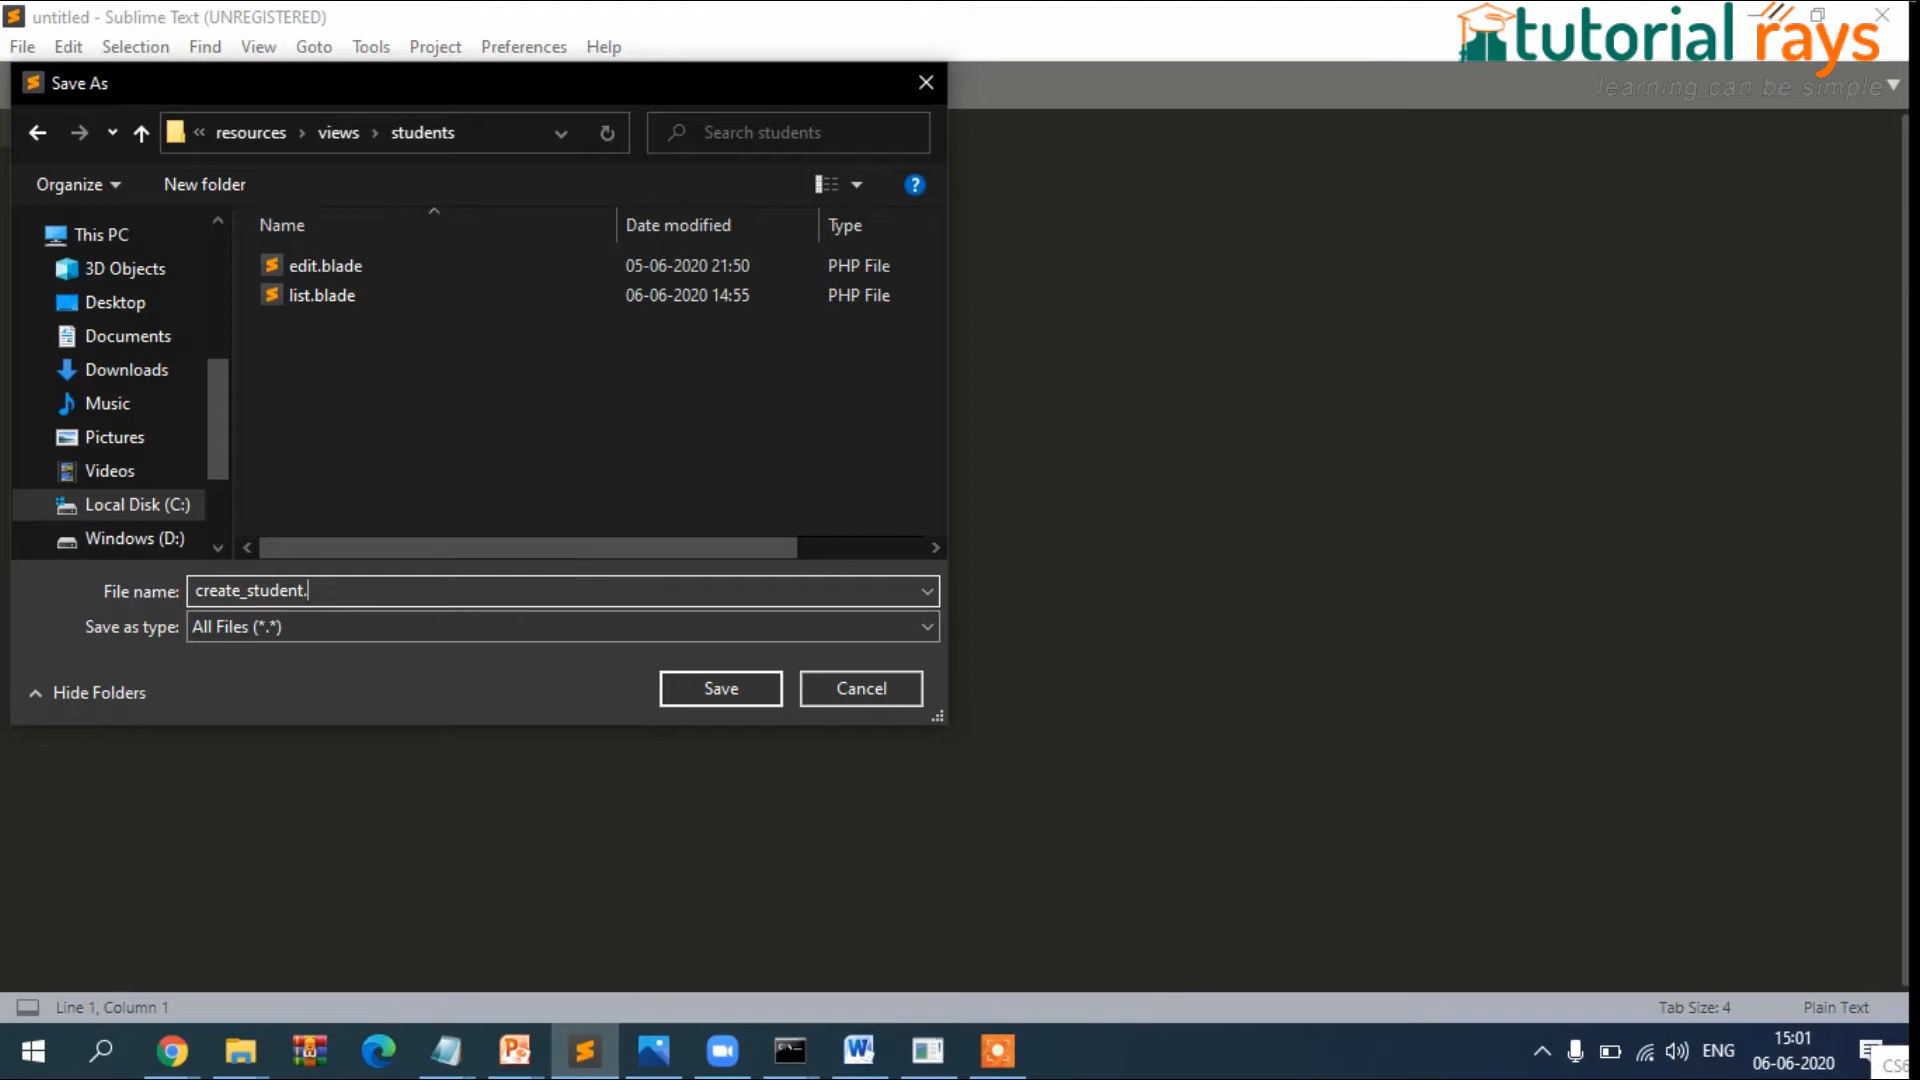 untitled - Sublime Text (UNREGISTERED)
tutorial rays
File Edit Selection Find View Goto Tools Project Preferences Help
learning can be simple
Save As
« resources › views › students
Search students
Organize
New folder
?
This PC
3D Objects
Desktop
Documents
Downloads
Music
Pictures
Videos
Local Disk (C:)
Windows (D:)
Name Date modified Type
edit.blade 05-06-2020 21:50 PHP File
list.blade 06-06-2020 14:55 PHP File
File name: create_student.
Save as type: All Files (*.*)
Hide Folders
Save
Cancel
Line 1, Column 1
Tab Size: 4
Plain Text
ENG
15:01
06-06-2020
CS6